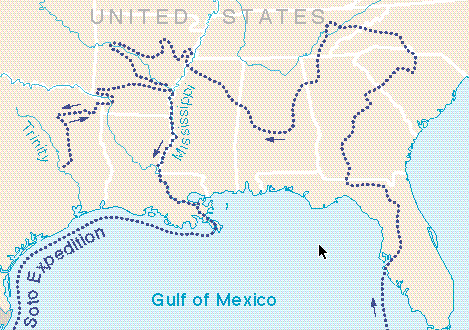 UNITED STATES
Mississippi
Trinity
Soto Expedition
Gulf of Mexico